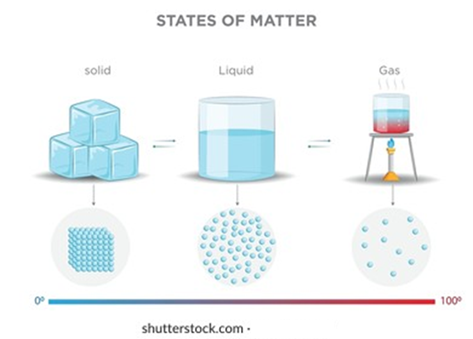 STATES OF MATTER
solid Liquid Gas
0º 100º
shutterstock.com ·